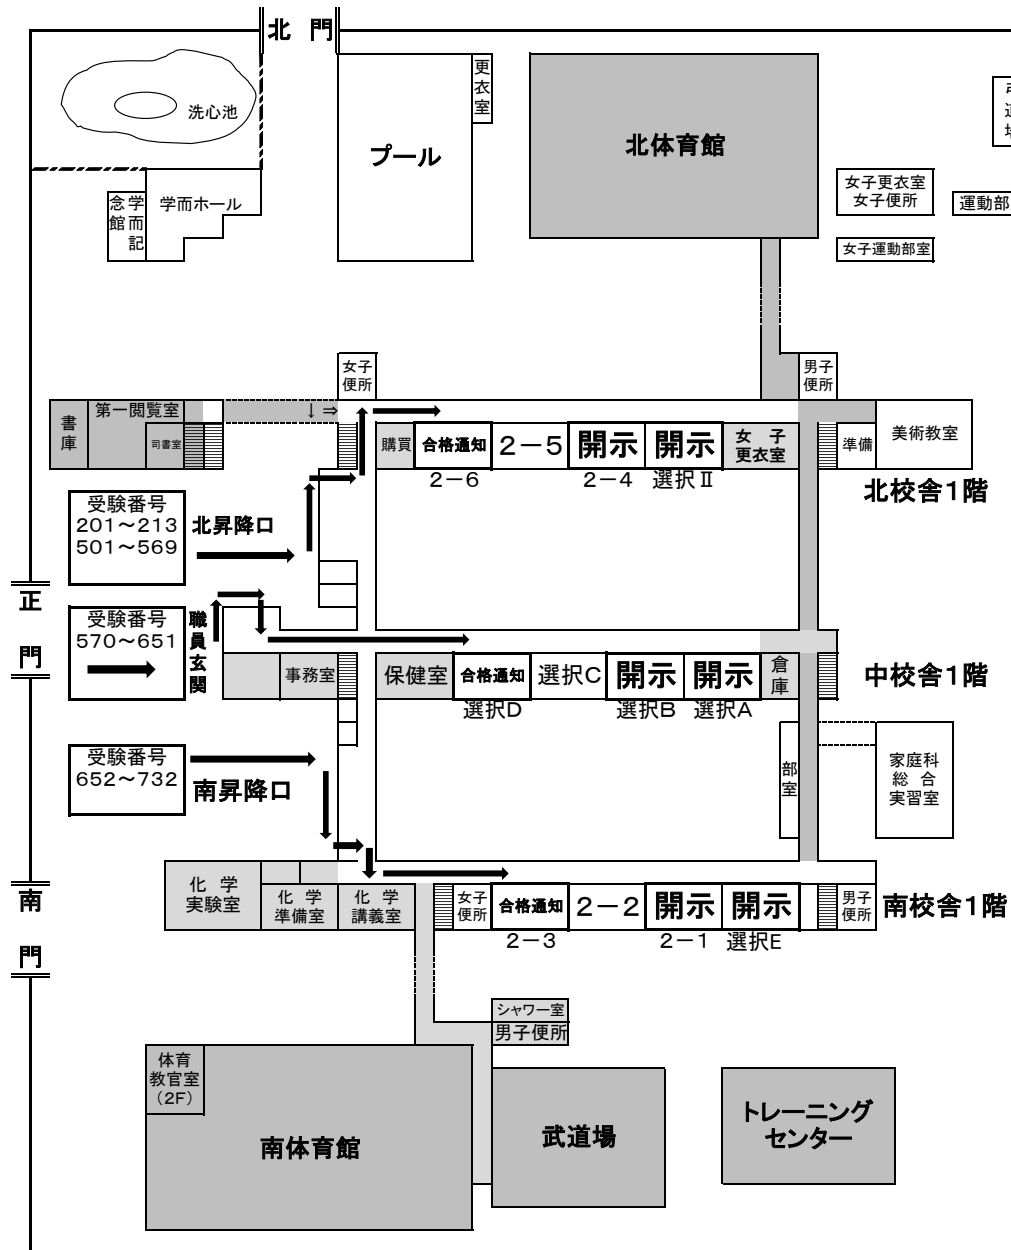 北　門
洗心池
プール
更衣室
北体育館
女子更衣室
女子便所
運動部
女子運動部室
学而記念館
学而ホール
女子
便所
男子
便所
書庫
第一閲覧室
司書室
↓⇒
購買
合格通知
2－5
開示
開示
女　子
更衣室
準備
美術教室
2－6
2－4
選択Ⅱ
北校舎1階
受験番号
201～213
501～569
北昇降口
正門
受験番号
570～651
職員玄関
事務室
保健室
合格通知
選択C
開示
開示
倉庫
中校舎1階
選択D
選択B
選択A
受験番号
652～732
南昇降口
部室
家庭科
総　合
実習室
南門
化　学
実験室
化　学
準備室
化　学
講義室
女子
便所
合格通知
2－2
開示
開示
男子
便所
南校舎1階
2－3
2－1
選択E
シャワー室
男子便所
体育
教官室
（2F）
南体育館
武道場
トレーニング
センター